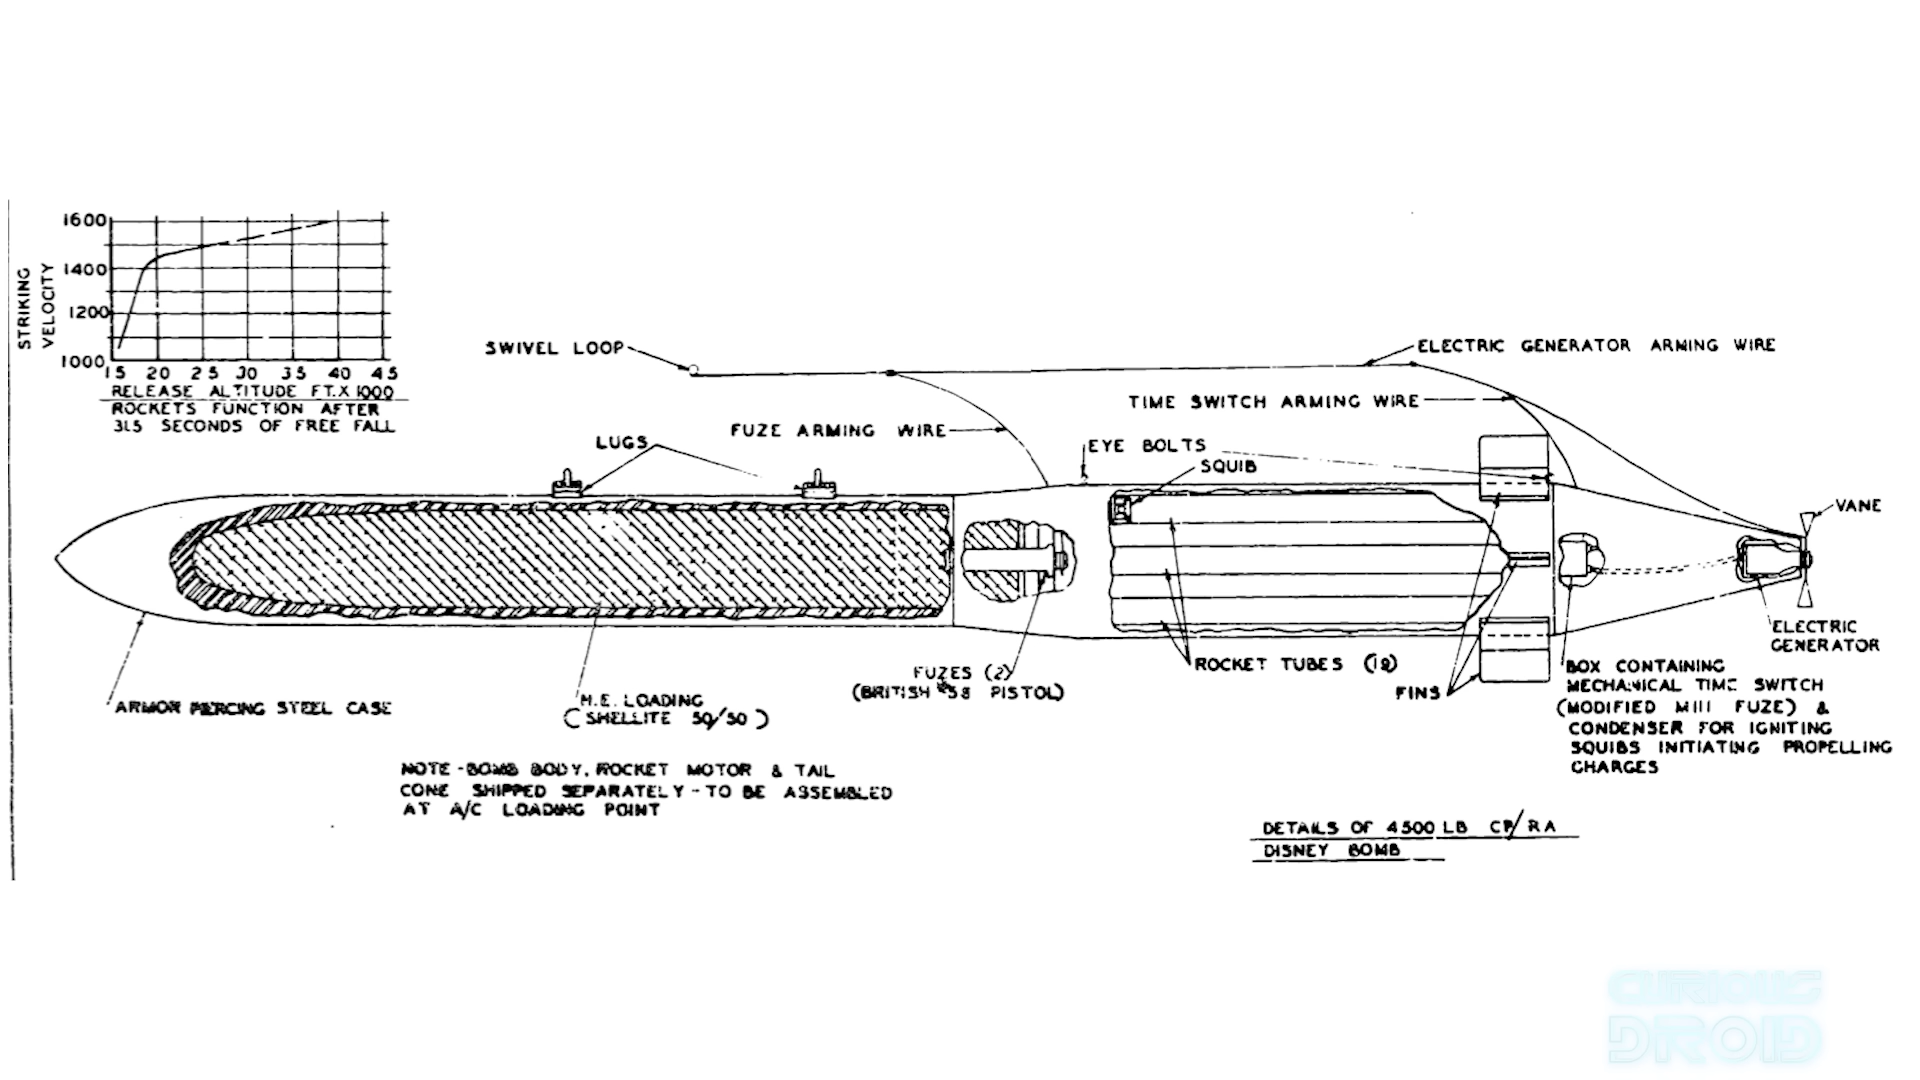 1600
1400
1200
1000
STRIKING
VELOCITY
15 20 25 30 35 40 45
RELEASE ALTITUDE FT.X 1000
ROCKETS FUNCTION AFTER
31.5 SECONDS OF FREE FALL
SWIVEL LOOP
ELECTRIC GENERATOR ARMING WIRE
TIME SWITCH ARMING WIRE
FUZE ARMING WIRE
LUGS
EYE BOLTS
SQUIB
VANE
ARMOR PIERCING STEEL CASE
H.E. LOADING
(SHELLITE 50/50)
FUZES (2)
(BRITISH 58 PISTOL)
ROCKET TUBES (19)
FINS
ELECTRIC
GENERATOR
BOX CONTAINING
MECHANICAL TIME SWITCH
(MODIFIED M111 FUZE) &
CONDENSER FOR IGNITING
SQUIBS INITIATING PROPELLING
CHARGES
NOTE - BOMB BODY, ROCKET MOTOR & TAIL
CONE SHIPPED SEPARATELY - TO BE ASSEMBLED
AT A/C LOADING POINT
DETAILS OF 4500 LB CP/RA
DISNEY BOMB
CURIOUS
DROID